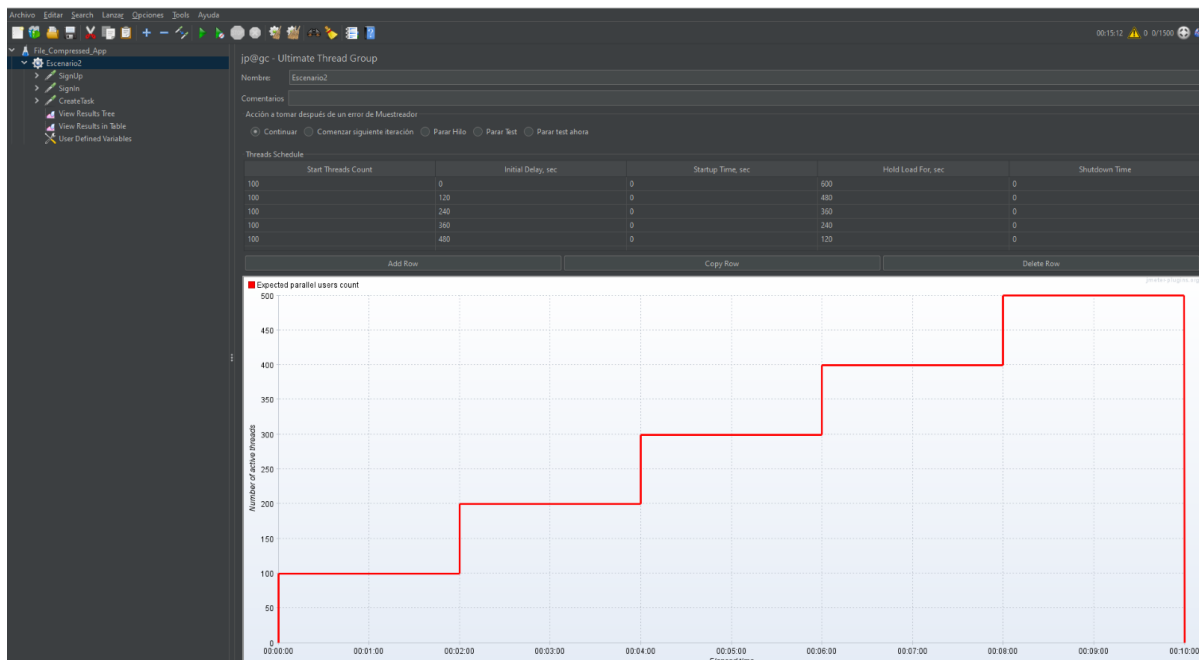 Archivo Editar Search Lanzar Opciones Tools Ayuda
00:15:12 0 0/1500
File_Compressed_App
Escenario2
SignUp
SignIn
CreateTask
View Results Tree
View Results in Table
User Defined Variables
jp@gc - Ultimate Thread Group
Nombre Escenario2
Comentarios
Acción a tomar después de un error de Muestreador
Continuar Comenzar siguiente iteración Parar Hilo Parar Test Parar test ahora
Threads Schedule
Start Threads Count Initial Delay, sec Startup Time, sec Hold Load For, sec Shutdown Time
100 0 0 600 0
100 120 0 480 0
100 240 0 360 0
100 360 0 240 0
100 480 0 120 0
Add Row Copy Row Delete Row
Expected parallel users count
500
450
400
350
300
250
200
150
100
50
0
Number of active threads
00:00:00 00:01:00 00:02:00 00:03:00 00:04:00 00:05:00 00:06:00 00:07:00 00:08:00 00:09:00 00:10:00
Elapsed time